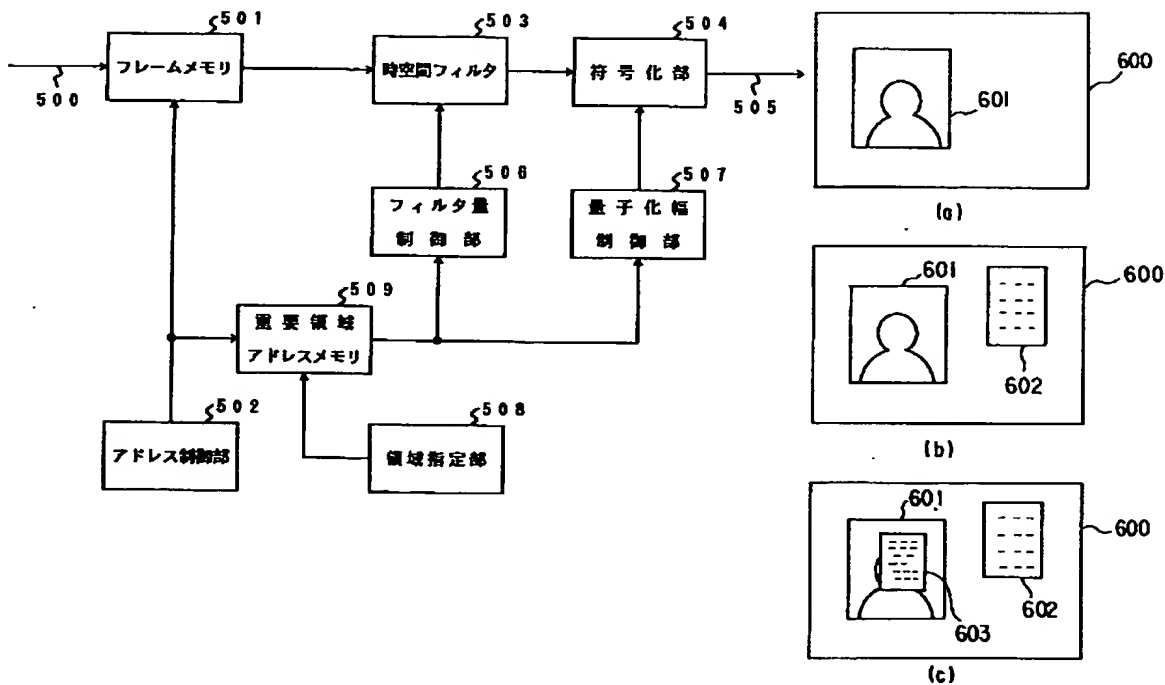 501
フレームメモリ
500
503
時空間フィルタ
504
符号化部
505
506
フィルタ量
制御部
507
量子化幅
制御部
509
重要領域
アドレスメモリ
502
アドレス制御部
508
領域指定部
600
601
(a)
601
600
602
(b)
601
600
602
603
(c)